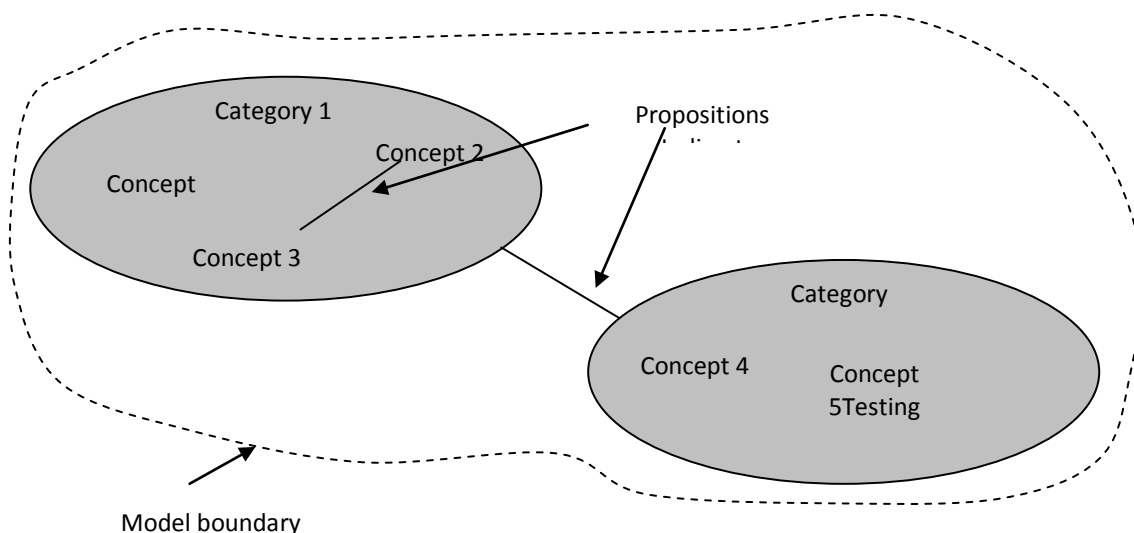 Category 1
Propositions
Concept 2
Concept
Concept 3
Category
Concept 4
Concept
5Testing
Model boundary